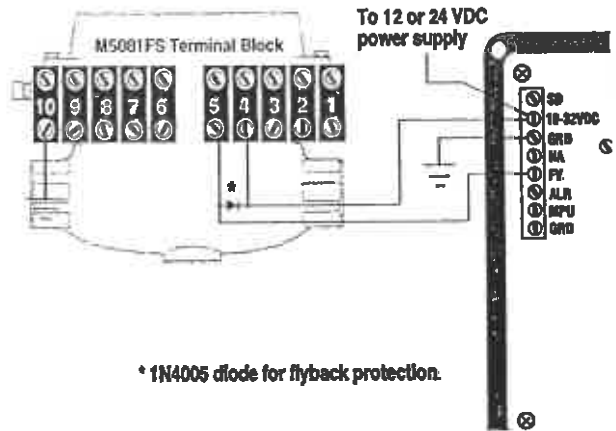 To 12 or 24 VDC
power supply
M5081FS Terminal Block
10 9 8 7 6 5 4 3 2 1
SD
10-32VDC
GRD
NA
FV.
ALR
MPU
GRD
*
* 1N4005 diode for flyback protection.